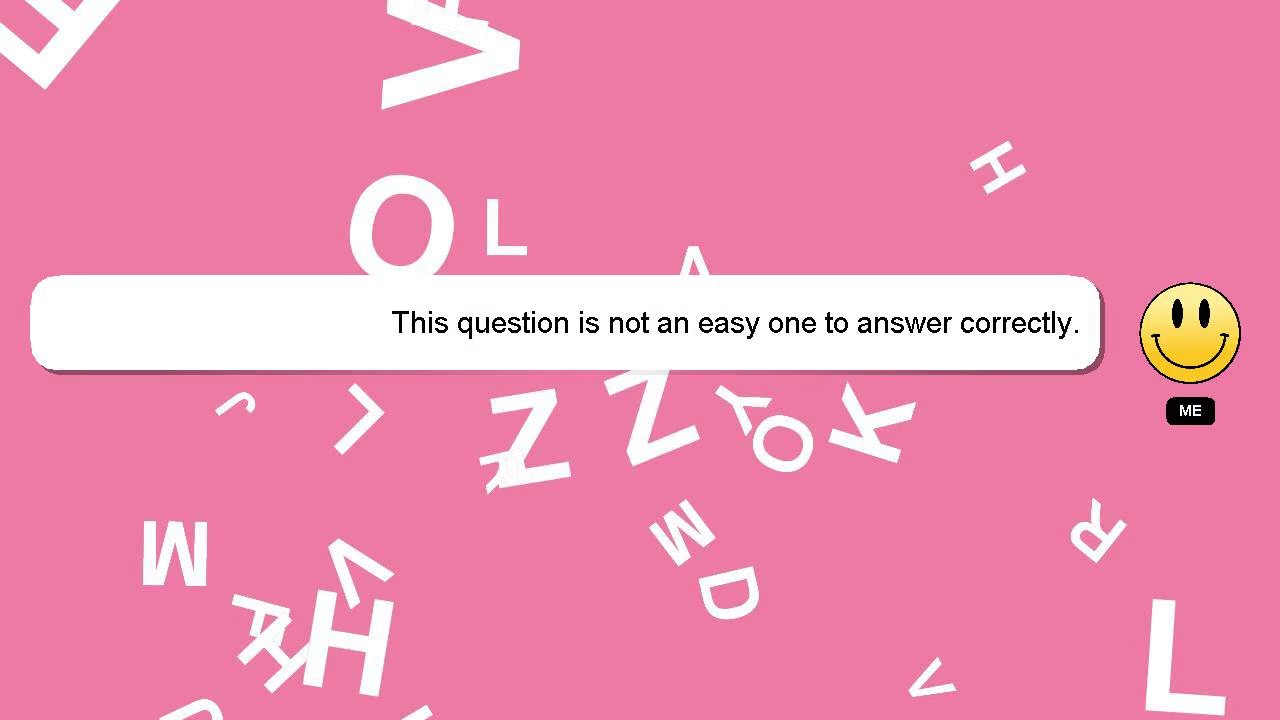 This question is not an easy one to answer correctly.
ME
V
O
L
H
A
J
L
Z
Z
Y
O
K
R
M
V
M
D
R
H
H
V
L